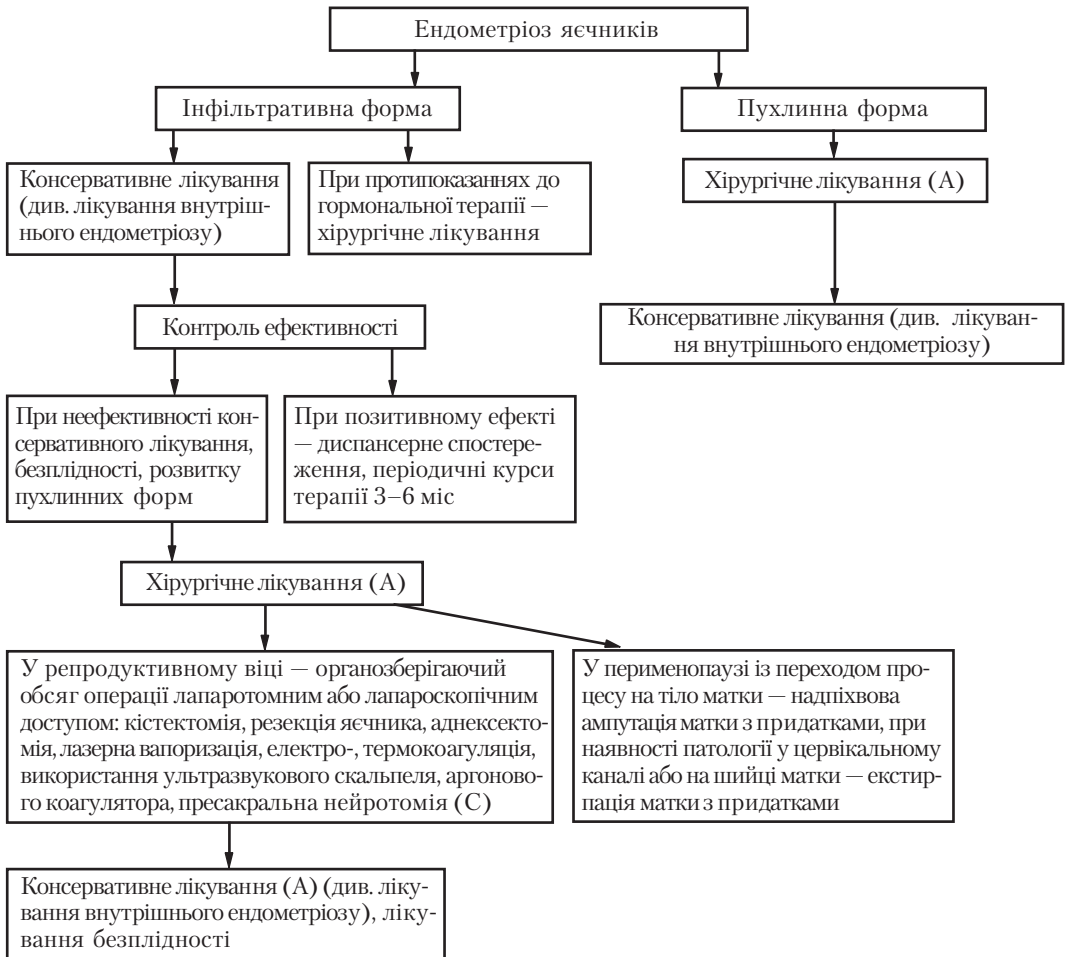 Ендометріоз яєчників
Інфільтративна форма
Пухлинна форма
Консервативне лікування
(див. лікування внутріш-
нього ендометріозу)
При протипоказаннях до
гормональної терапії —
хірургічне лікування
Хірургічне лікування (А)
Контроль ефективності
Консервативне лікування (див. лікуван-
ня внутрішнього ендометріозу)
При неефективності кон-
сервативного лікування,
безплідності, розвитку
пухлинних форм
При позитивному ефекті
— диспансерне спостере-
ження, періодичні курси
терапії 3–6 міс
Хірургічне лікування (А)
У репродуктивному віці — органозберігаючий
обсяг операції лапаротомним або лапароскопічним
доступом: кістектомія, резекція яєчника, аднексекто-
мія, лазерна вапоризація, електро-, термокоагуляція,
використання ультразвукового скальпеля, аргоново-
го коагулятора, пресакральна нейротомія (С)
У перименопаузі із переходом про-
цесу на тіло матки — надпіхвова
ампутація матки з придатками, при
наявності патології у цервікальному
каналі або на шийці матки — екстир-
пація матки з придатками
Консервативне лікування (А) (див. ліку-
вання внутрішнього ендометріозу), ліку-
вання безплідності